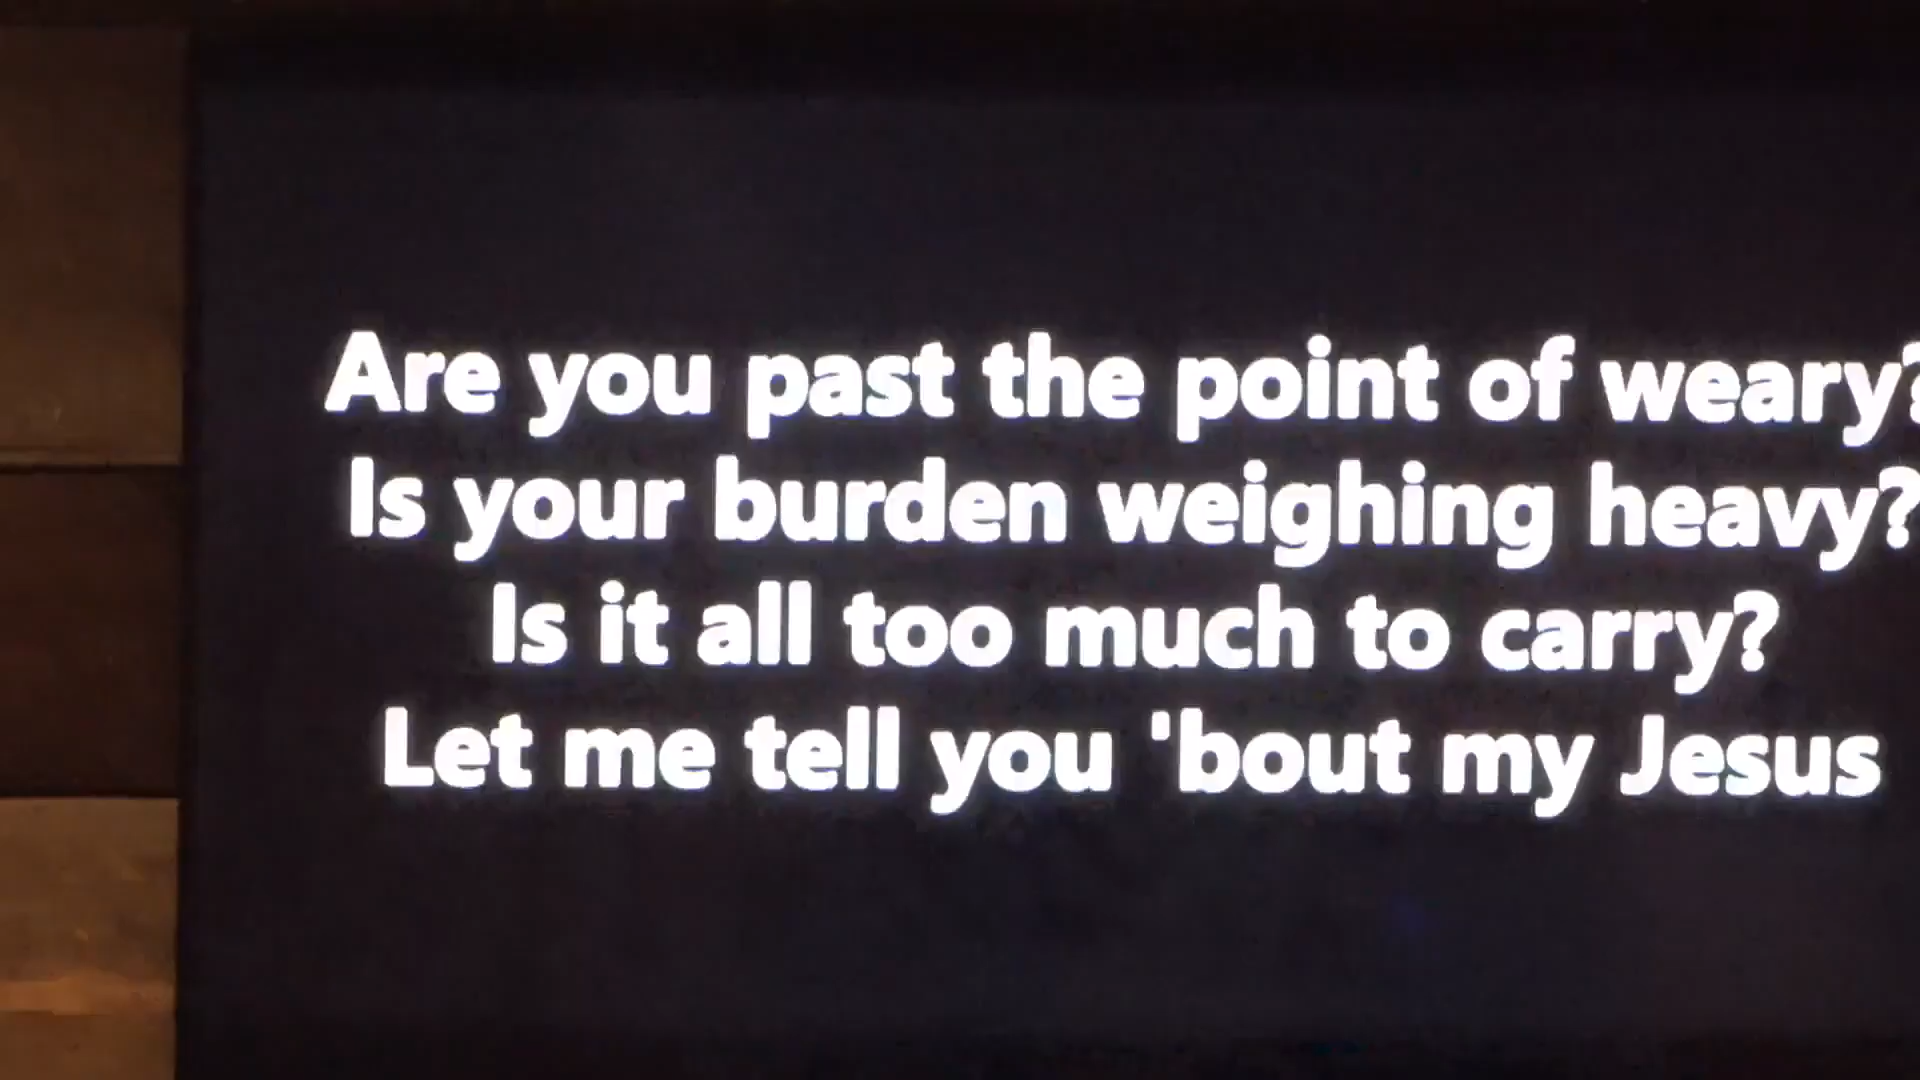 Are you past the point of weary?
Is your burden weighing heavy?
Is it all too much to carry?
Let me tell you 'bout my Jesus